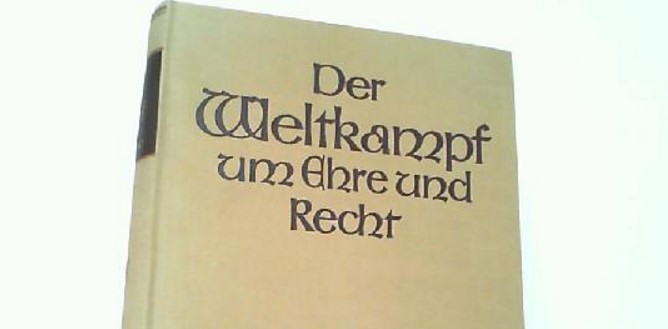 Der
Weltkampf
um Ehre und
Recht